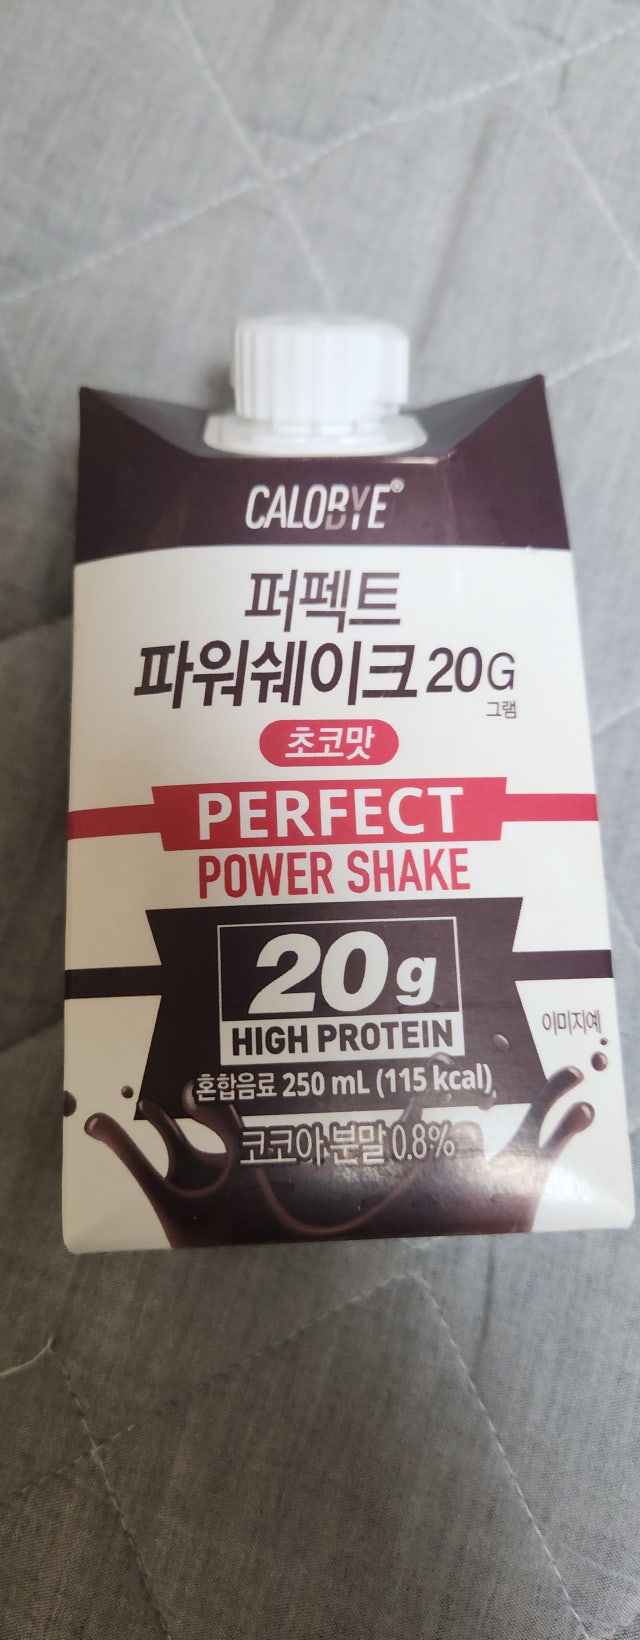 CALOBYE®
퍼펙트
파워쉐이크 20G
그램
초코맛
PERFECT
POWER SHAKE
20g
HIGH PROTEIN
이미지예
혼합음료 250 mL (115 kcal)
코코아 분말 0.8%